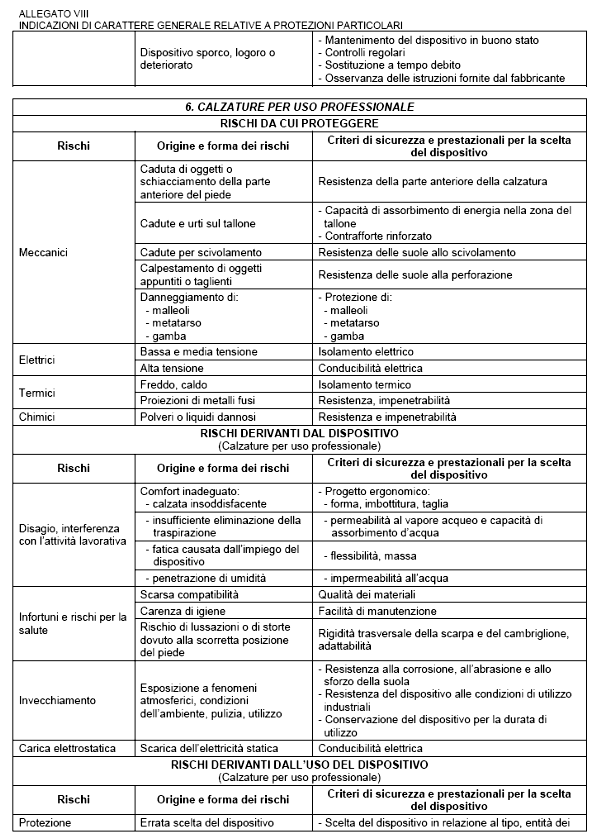 ALLEGATO VIII
INDICAZIONI DI CARATTERE GENERALE RELATIVE A PROTEZIONI PARTICOLARI
Dispositivo sporco, logoro o
deteriorato
- Mantenimento del dispositivo in buono stato
- Controlli regolari
- Sostituzione a tempo debito
- Osservanza delle istruzioni fornite dal fabbricante
6. CALZATURE PER USO PROFESSIONALE
RISCHI DA CUI PROTEGGERE
Rischi
Origine e forma dei rischi
Criteri di sicurezza e prestazionali per la scelta
del dispositivo
Meccanici
Caduta di oggetti o
schiacciamento della parte
anteriore del piede
Resistenza della parte anteriore della calzatura
Cadute e urti sul tallone
- Capacità di assorbimento di energia nella zona del
tallone
- Contrafforte rinforzato
Cadute per scivolamento
Resistenza delle suole allo scivolamento
Calpestamento di oggetti
appuntiti o taglienti
Resistenza delle suole alla perforazione
Danneggiamento di:
- malleoli
- metatarso
- gamba
- Protezione di:
- malleoli
- metatarso
- gamba
Elettrici
Bassa e media tensione
Isolamento elettrico
Alta tensione
Conducibilità elettrica
Termici
Freddo, caldo
Isolamento termico
Proiezioni di metalli fusi
Resistenza, impenetrabilità
Chimici
Polveri o liquidi dannosi
Resistenza e impenetrabilità
RISCHI DERIVANTI DAL DISPOSITIVO
(Calzature per uso professionale)
Rischi
Origine e forma dei rischi
Criteri di sicurezza e prestazionali per la scelta
del dispositivo
Disagio, interferenza
con l'attività lavorativa
Comfort inadeguato:
- calzata insoddisfacente
- Progetto ergonomico:
- forma, imbottitura, taglia
- insufficiente eliminazione della
traspirazione
- permeabilità al vapore acqueo e capacità di
assorbimento d'acqua
- fatica causata dall'impiego del
dispositivo
- flessibilità, massa
- penetrazione di umidità
- impermeabilità all'acqua
Infortuni e rischi per la
salute
Scarsa compatibilità
Qualità dei materiali
Carenza di igiene
Facilità di manutenzione
Rischio di lussazioni o di storte
dovuto alla scorretta posizione
del piede
Rigidità trasversale della scarpa e del cambriglione,
adattabilità
Invecchiamento
Esposizione a fenomeni
atmosferici, condizioni
dell'ambiente, pulizia, utilizzo
- Resistenza alla corrosione, all'abrasione e allo
sforzo della suola
- Resistenza del dispositivo alle condizioni di utilizzo
industriali
- Conservazione del dispositivo per la durata di
utilizzo
Carica elettrostatica
Scarica dell'elettricità statica
Conducibilità elettrica
RISCHI DERIVANTI DALL'USO DEL DISPOSITIVO
(Calzature per uso professionale)
Rischi
Origine e forma dei rischi
Criteri di sicurezza e prestazionali per la scelta
del dispositivo
Protezione
Errata scelta del dispositivo
- Scelta del dispositivo in relazione al tipo, entità dei